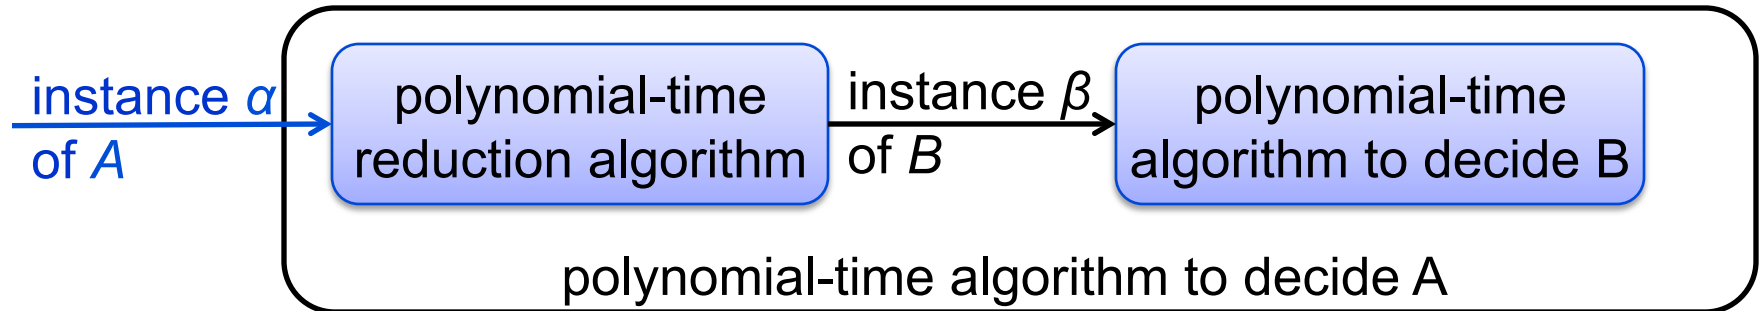 instance α
of A
polynomial-time
reduction algorithm
instance β
of B
polynomial-time
algorithm to decide B
polynomial-time algorithm to decide A